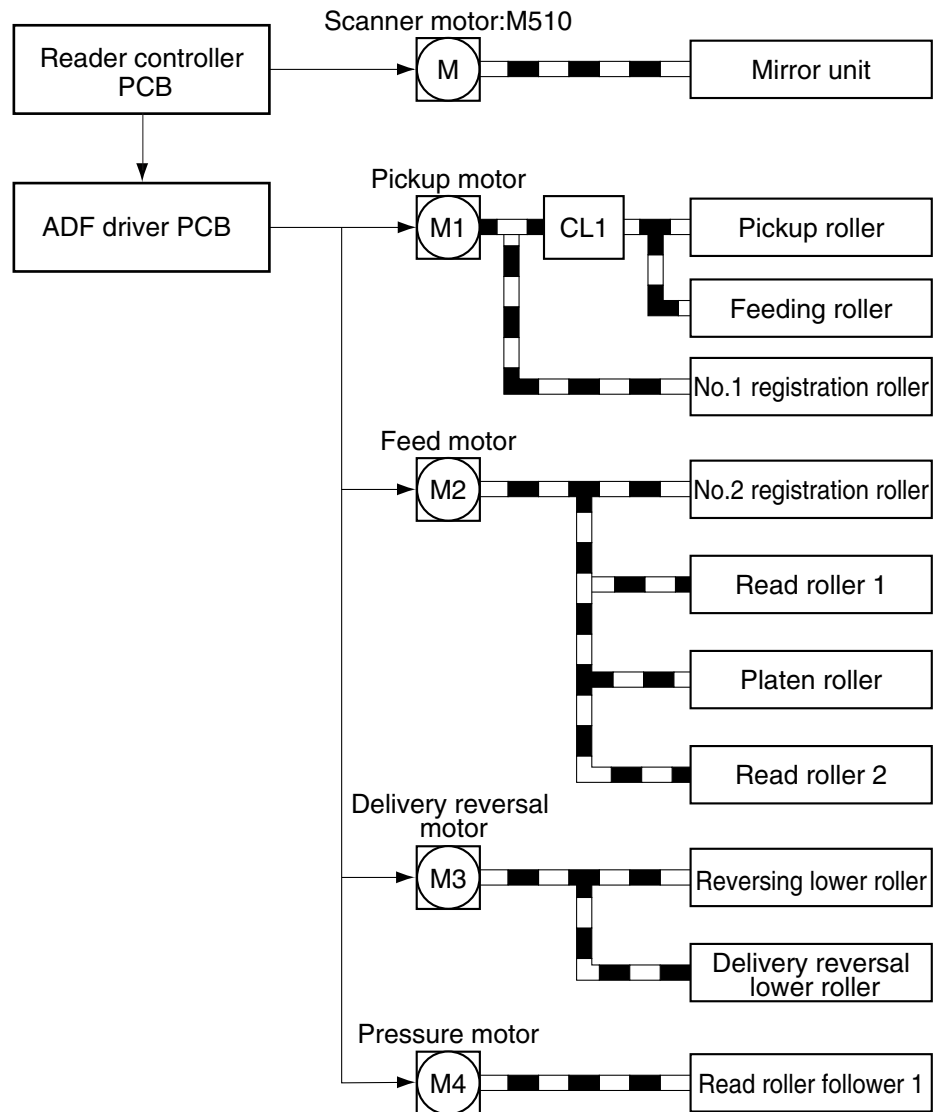 Scanner motor:M510
Reader controller
PCB
M
Mirror unit
ADF driver PCB
Pickup motor
M1
CL1
Pickup roller
Feeding roller
No.1 registration roller
Feed motor
M2
No.2 registration roller
Read roller 1
Platen roller
Read roller 2
Delivery reversal
motor
M3
Reversing lower roller
Delivery reversal
lower roller
Pressure motor
M4
Read roller follower 1